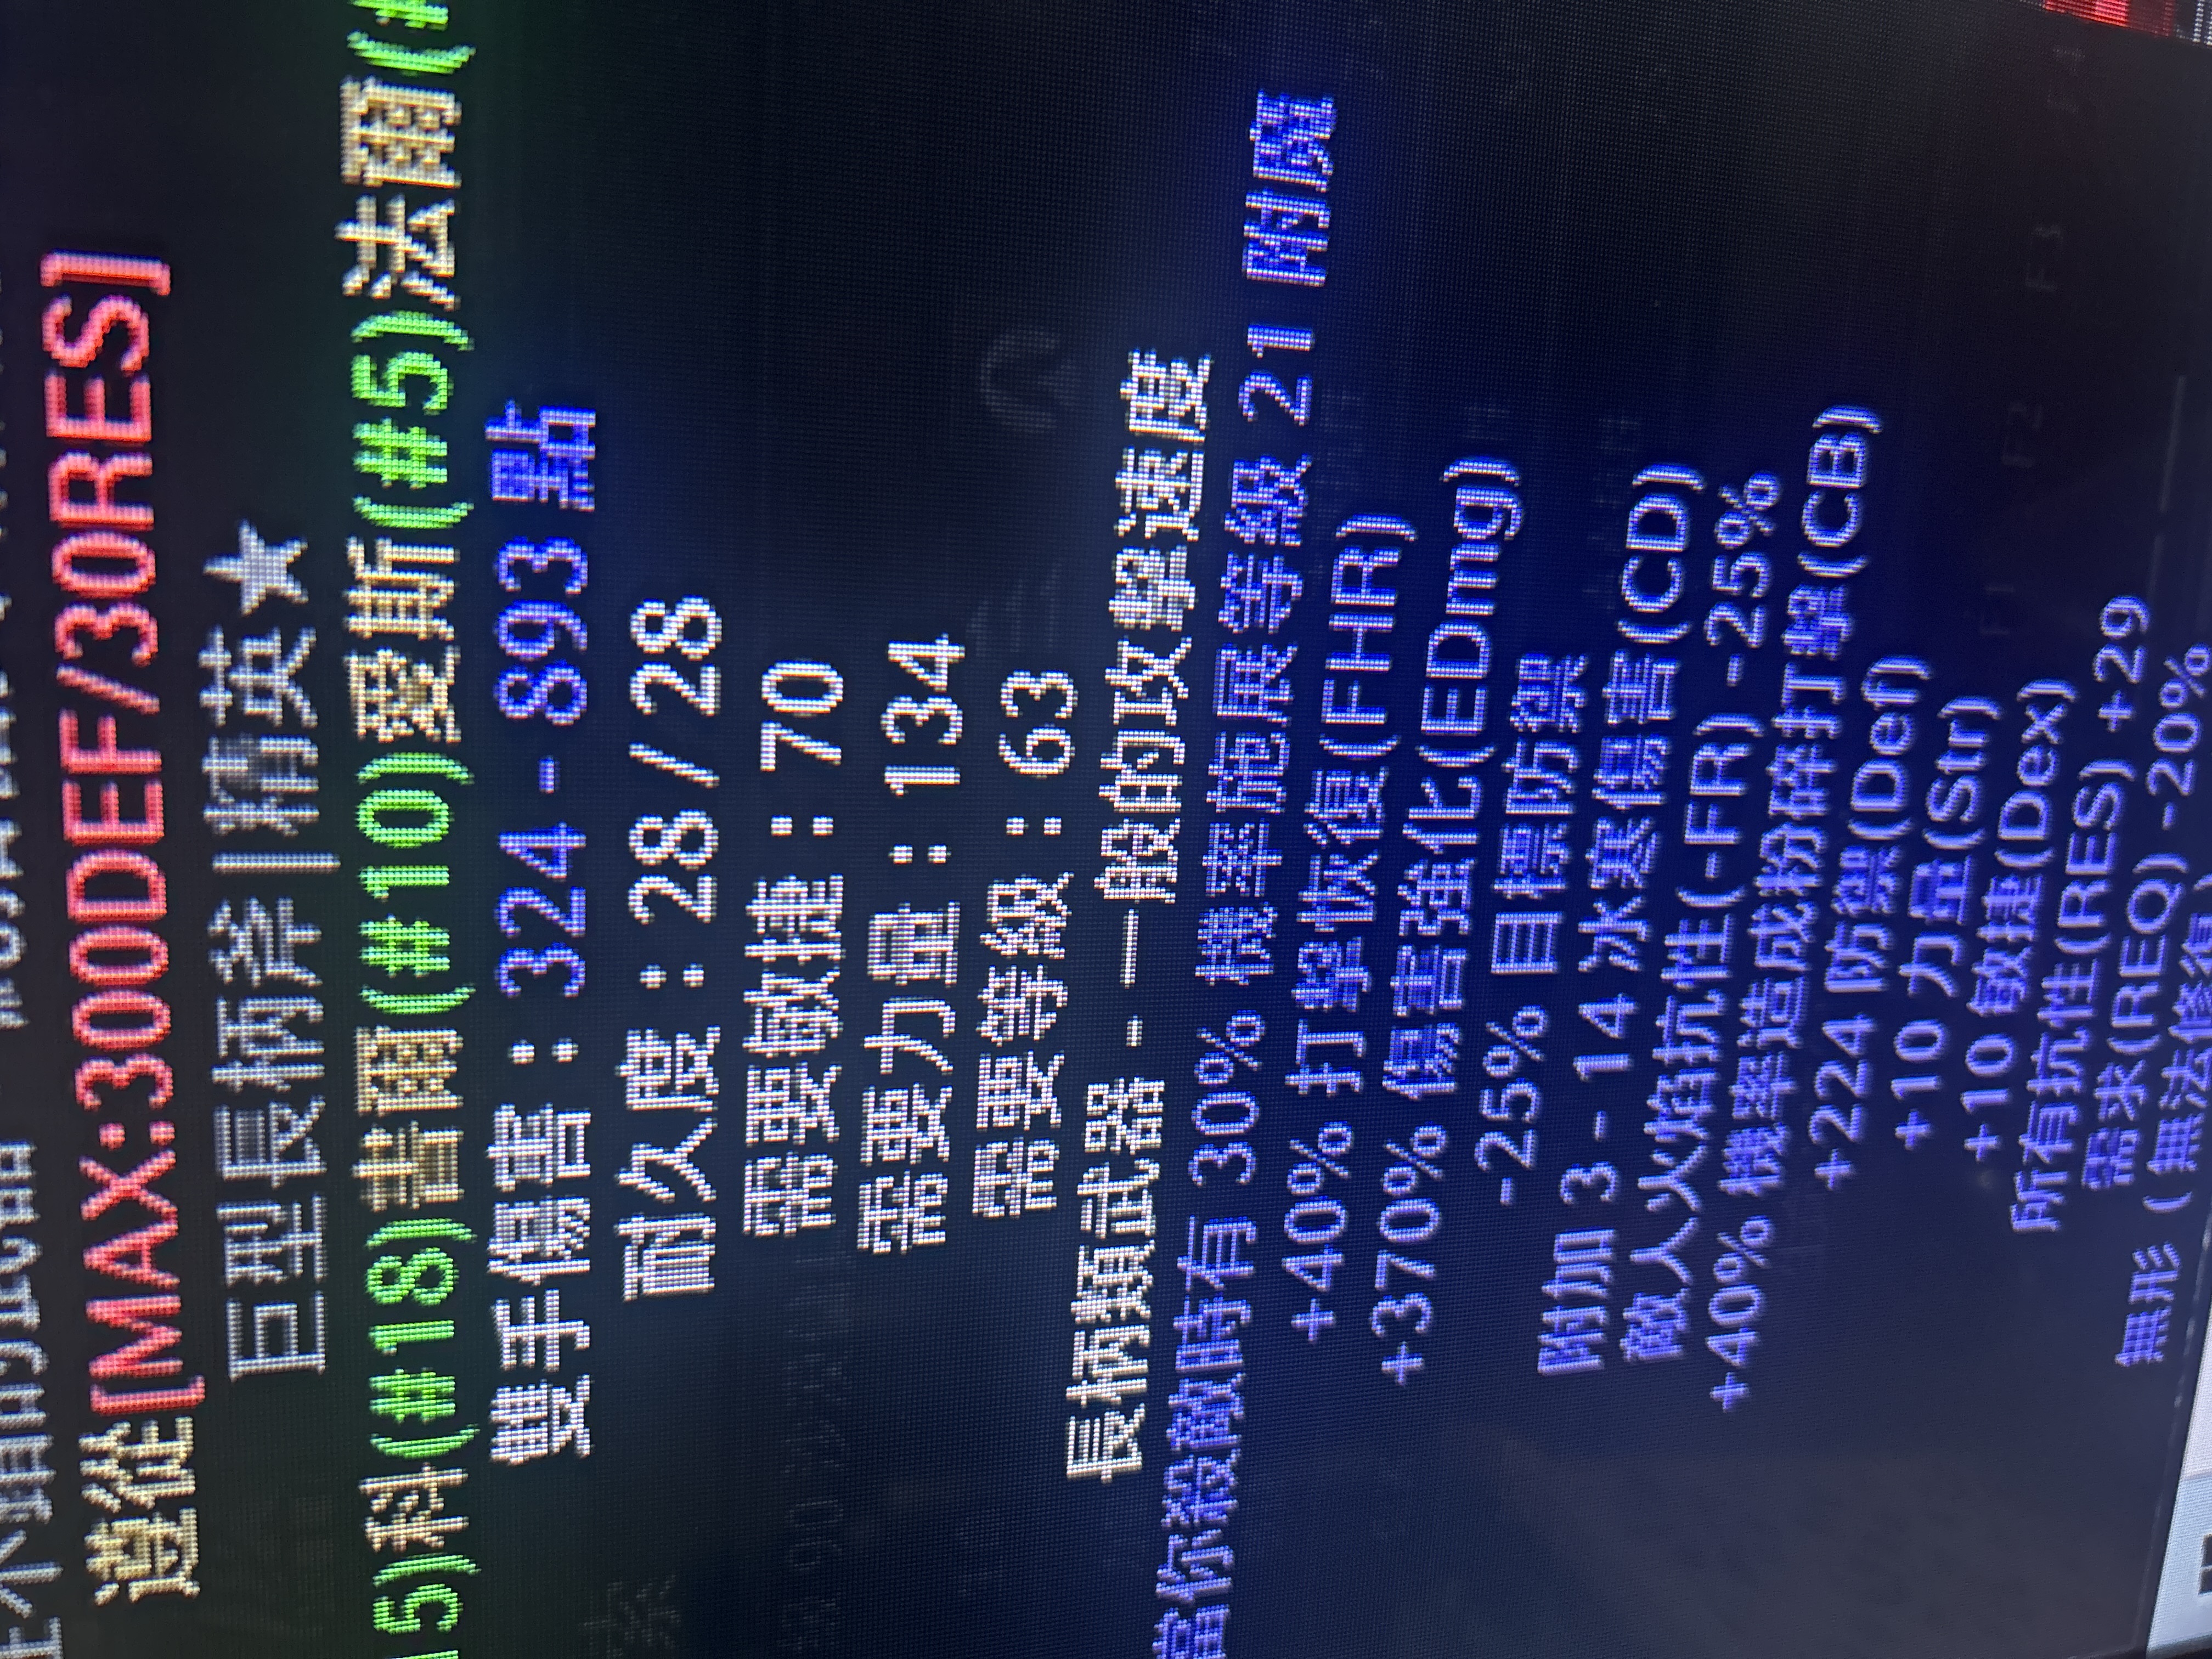 遵從[MAX:300DEF/30RES]
巨型長柄斧|精英★
5)科(#18)書爾(#10)愛斯(#5)法爾(#
雙手傷害：324 - 893 點
耐久度：28/28
需要敏捷：70
需要力量：134
需要等級：63
長柄類武器 - 一般的攻擊速度
當你殺敵時有 30% 機率施展等級 21 附魔
+40% 打擊恢復(FHR)
+370% 傷害強化(EDmg)
-25% 目標防禦
附加 3 - 14 冰寒傷害(CD)
敵人火焰抗性(-FR) -25%
+40% 機率造成粉碎打擊(CB)
+224 防禦(Def)
+10 力量(Str)
+10 敏捷(Dex)
所有抗性(RES) +29
需求(REQ) -20%
無形（無法修復）